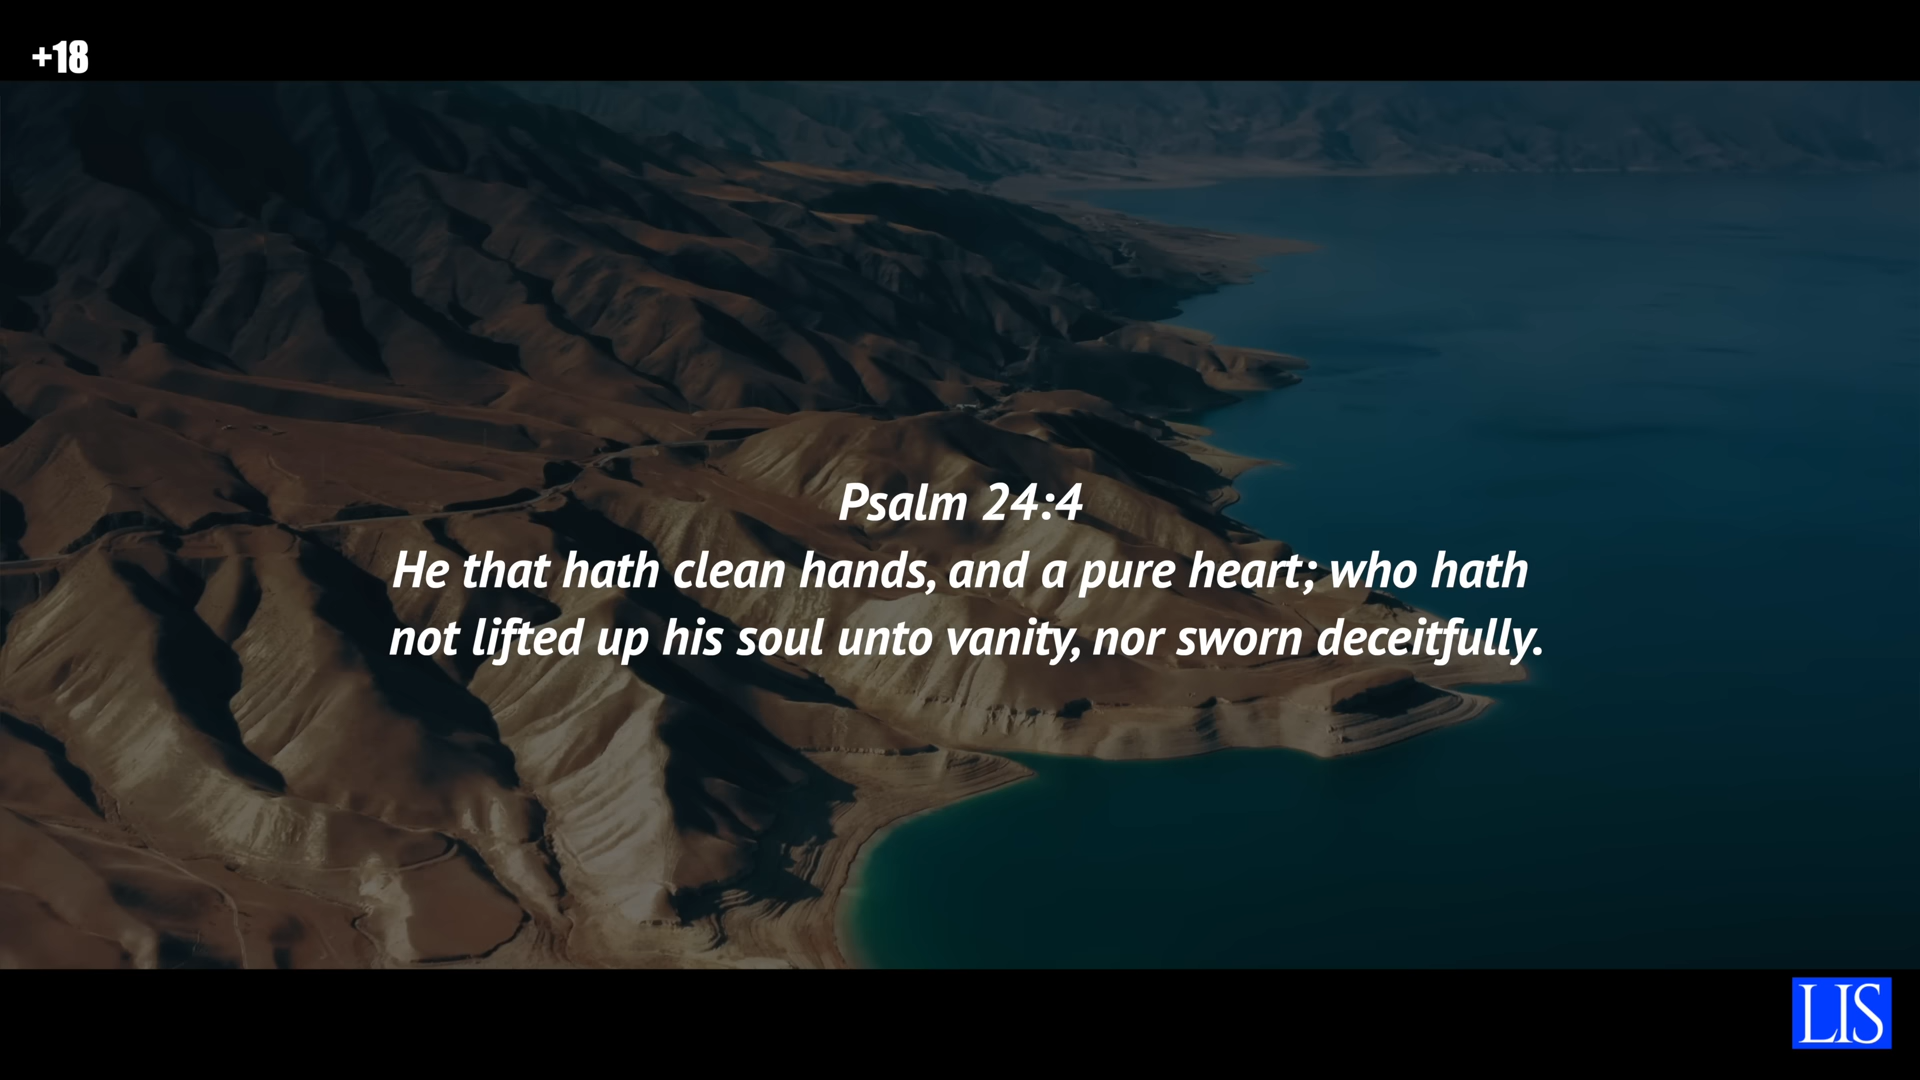 +18
Psalm 24:4
He that hath clean hands, and a pure heart; who hath
not lifted up his soul unto vanity, nor sworn deceitfully.
LIS